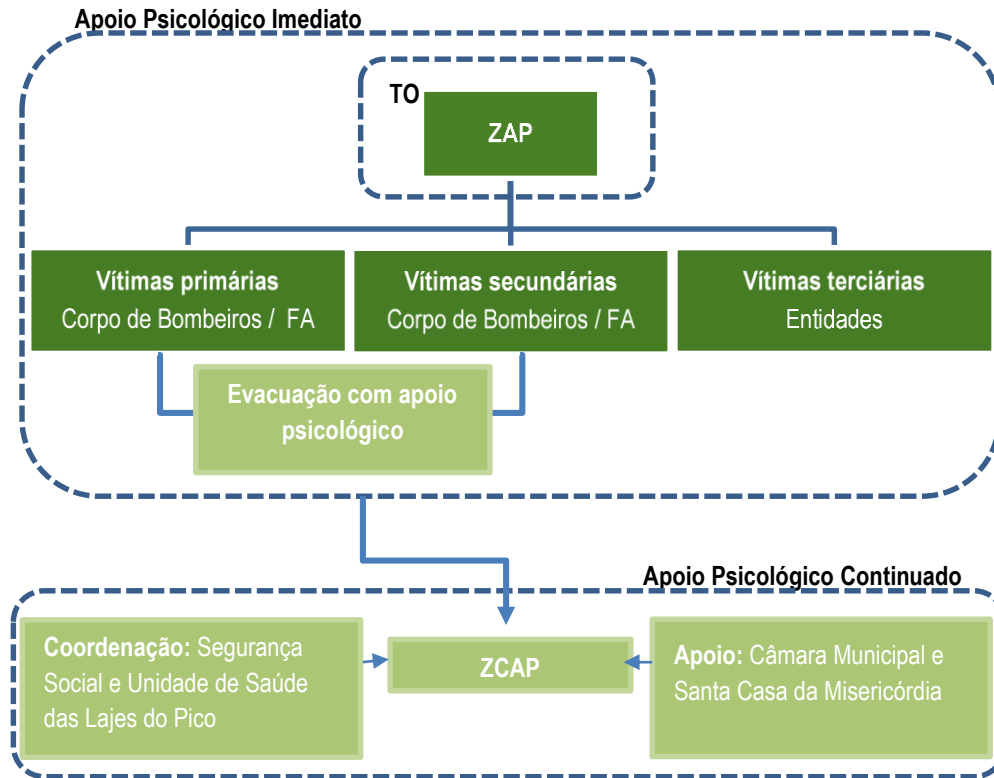 Apoio Psicológico Imediato
TO
ZAP
Vítimas primárias
Corpo de Bombeiros / FA
Vítimas secundárias
Corpo de Bombeiros / FA
Vítimas terciárias
Entidades
Evacuação com apoio
psicológico
Apoio Psicológico Continuado
Coordenação: Segurança
Social e Unidade de Saúde
das Lajes do Pico
ZCAP
Apoio: Câmara Municipal e
Santa Casa da Misericórdia